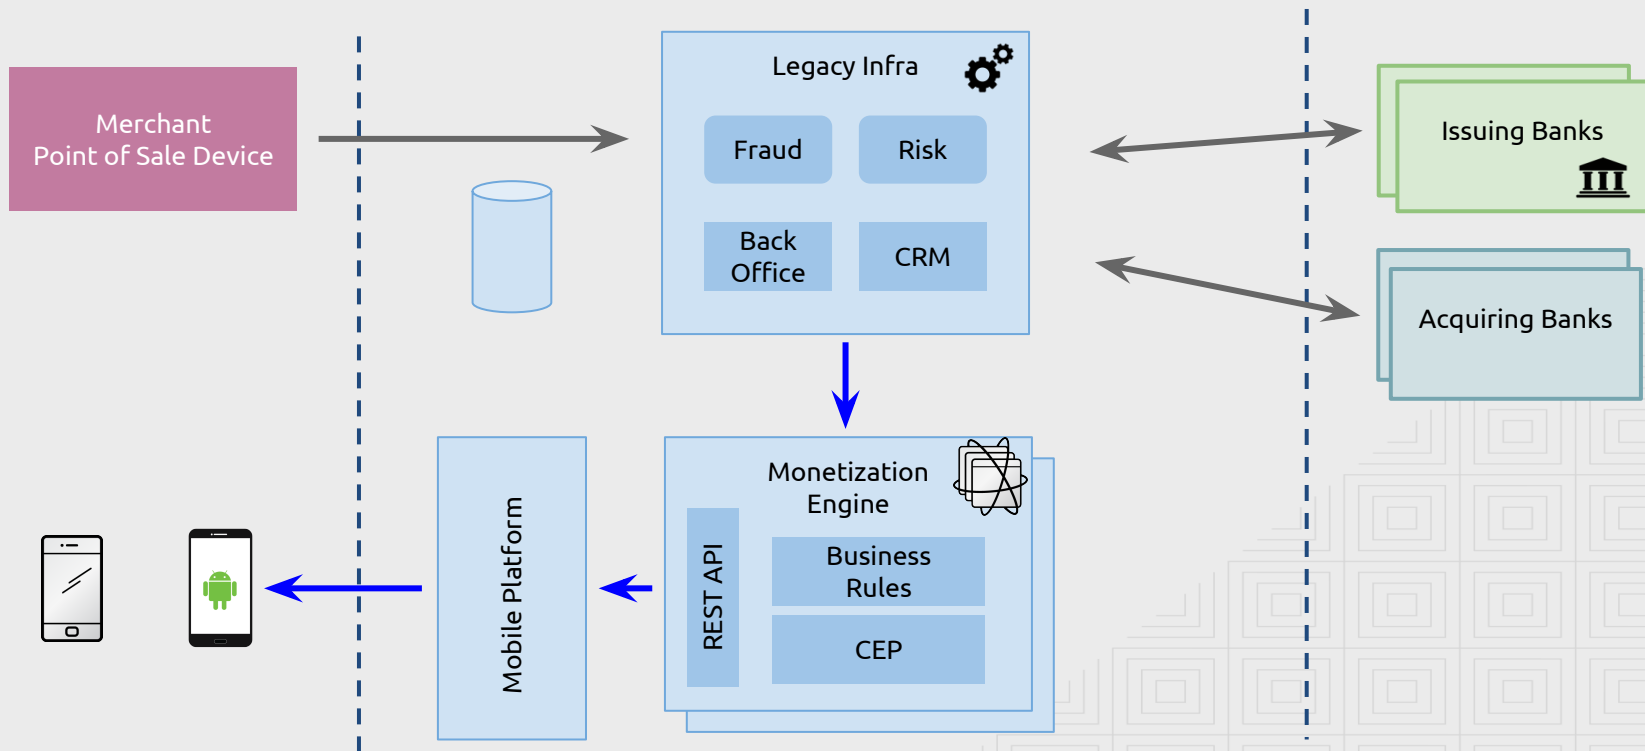 Merchant
Point of Sale Device
Legacy Infra
Fraud
Risk
Back
Office
CRM
Issuing Banks
Acquiring Banks
Mobile Platform
Monetization
Engine
REST API
Business
Rules
CEP